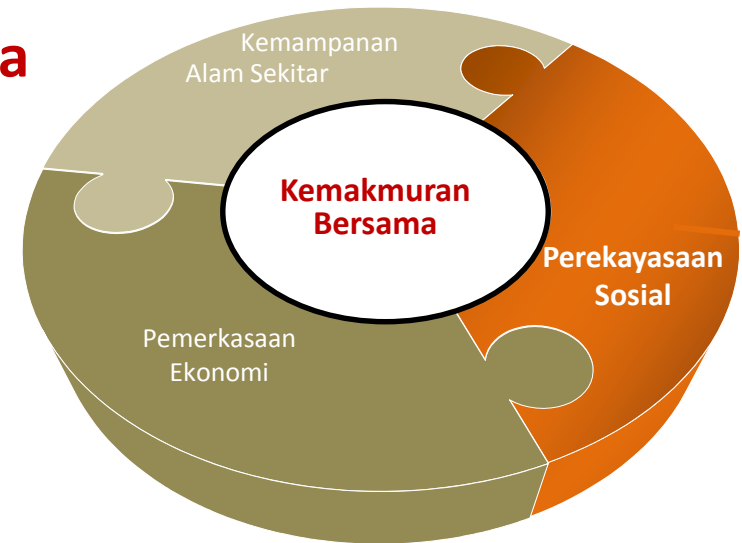 a
Kemampanan
Alam Sekitar
Kemakmuran
Bersama
Perekayasaan
Sosial
Pemerkasaan
Ekonomi